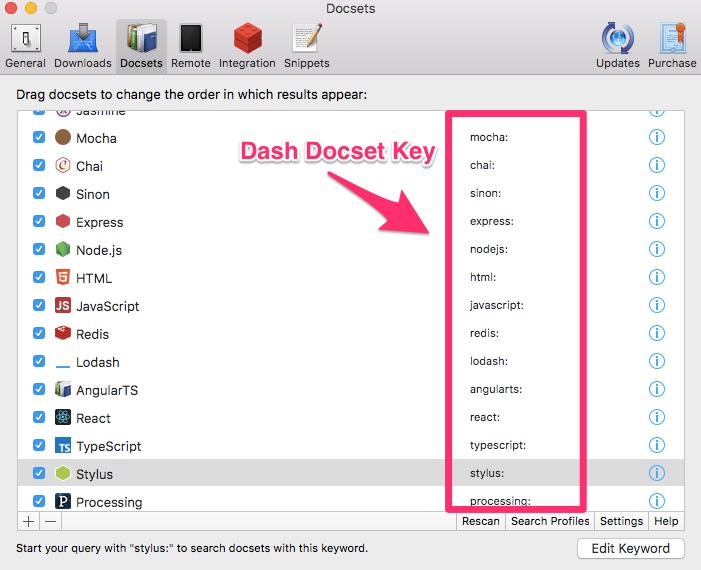 Docsets
General Downloads Docsets Remote Integration Snippets Updates Purchase
Drag docsets to change the order in which results appear:
Jasmine
Mocha mocha:
Dash Docset Key
Chai chai:
Sinon sinon:
Express express:
Node.js nodejs:
HTML html:
JS JavaScript javascript:
Redis redis:
Lodash lodash:
AngularTS angularts:
React react:
TS TypeScript typescript:
Stylus stylus:
P Processing processing:
+ − Rescan Search Profiles Settings Help
Start your query with "stylus:" to search docsets with this keyword. Edit Keyword